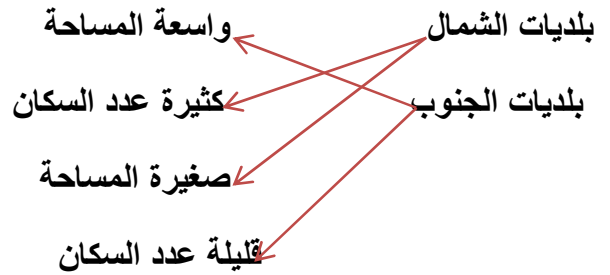 بلديات الشمال واسعة المساحة
بلديات الجنوب كثيرة عدد السكان
صغيرة المساحة
قليلة عدد السكان